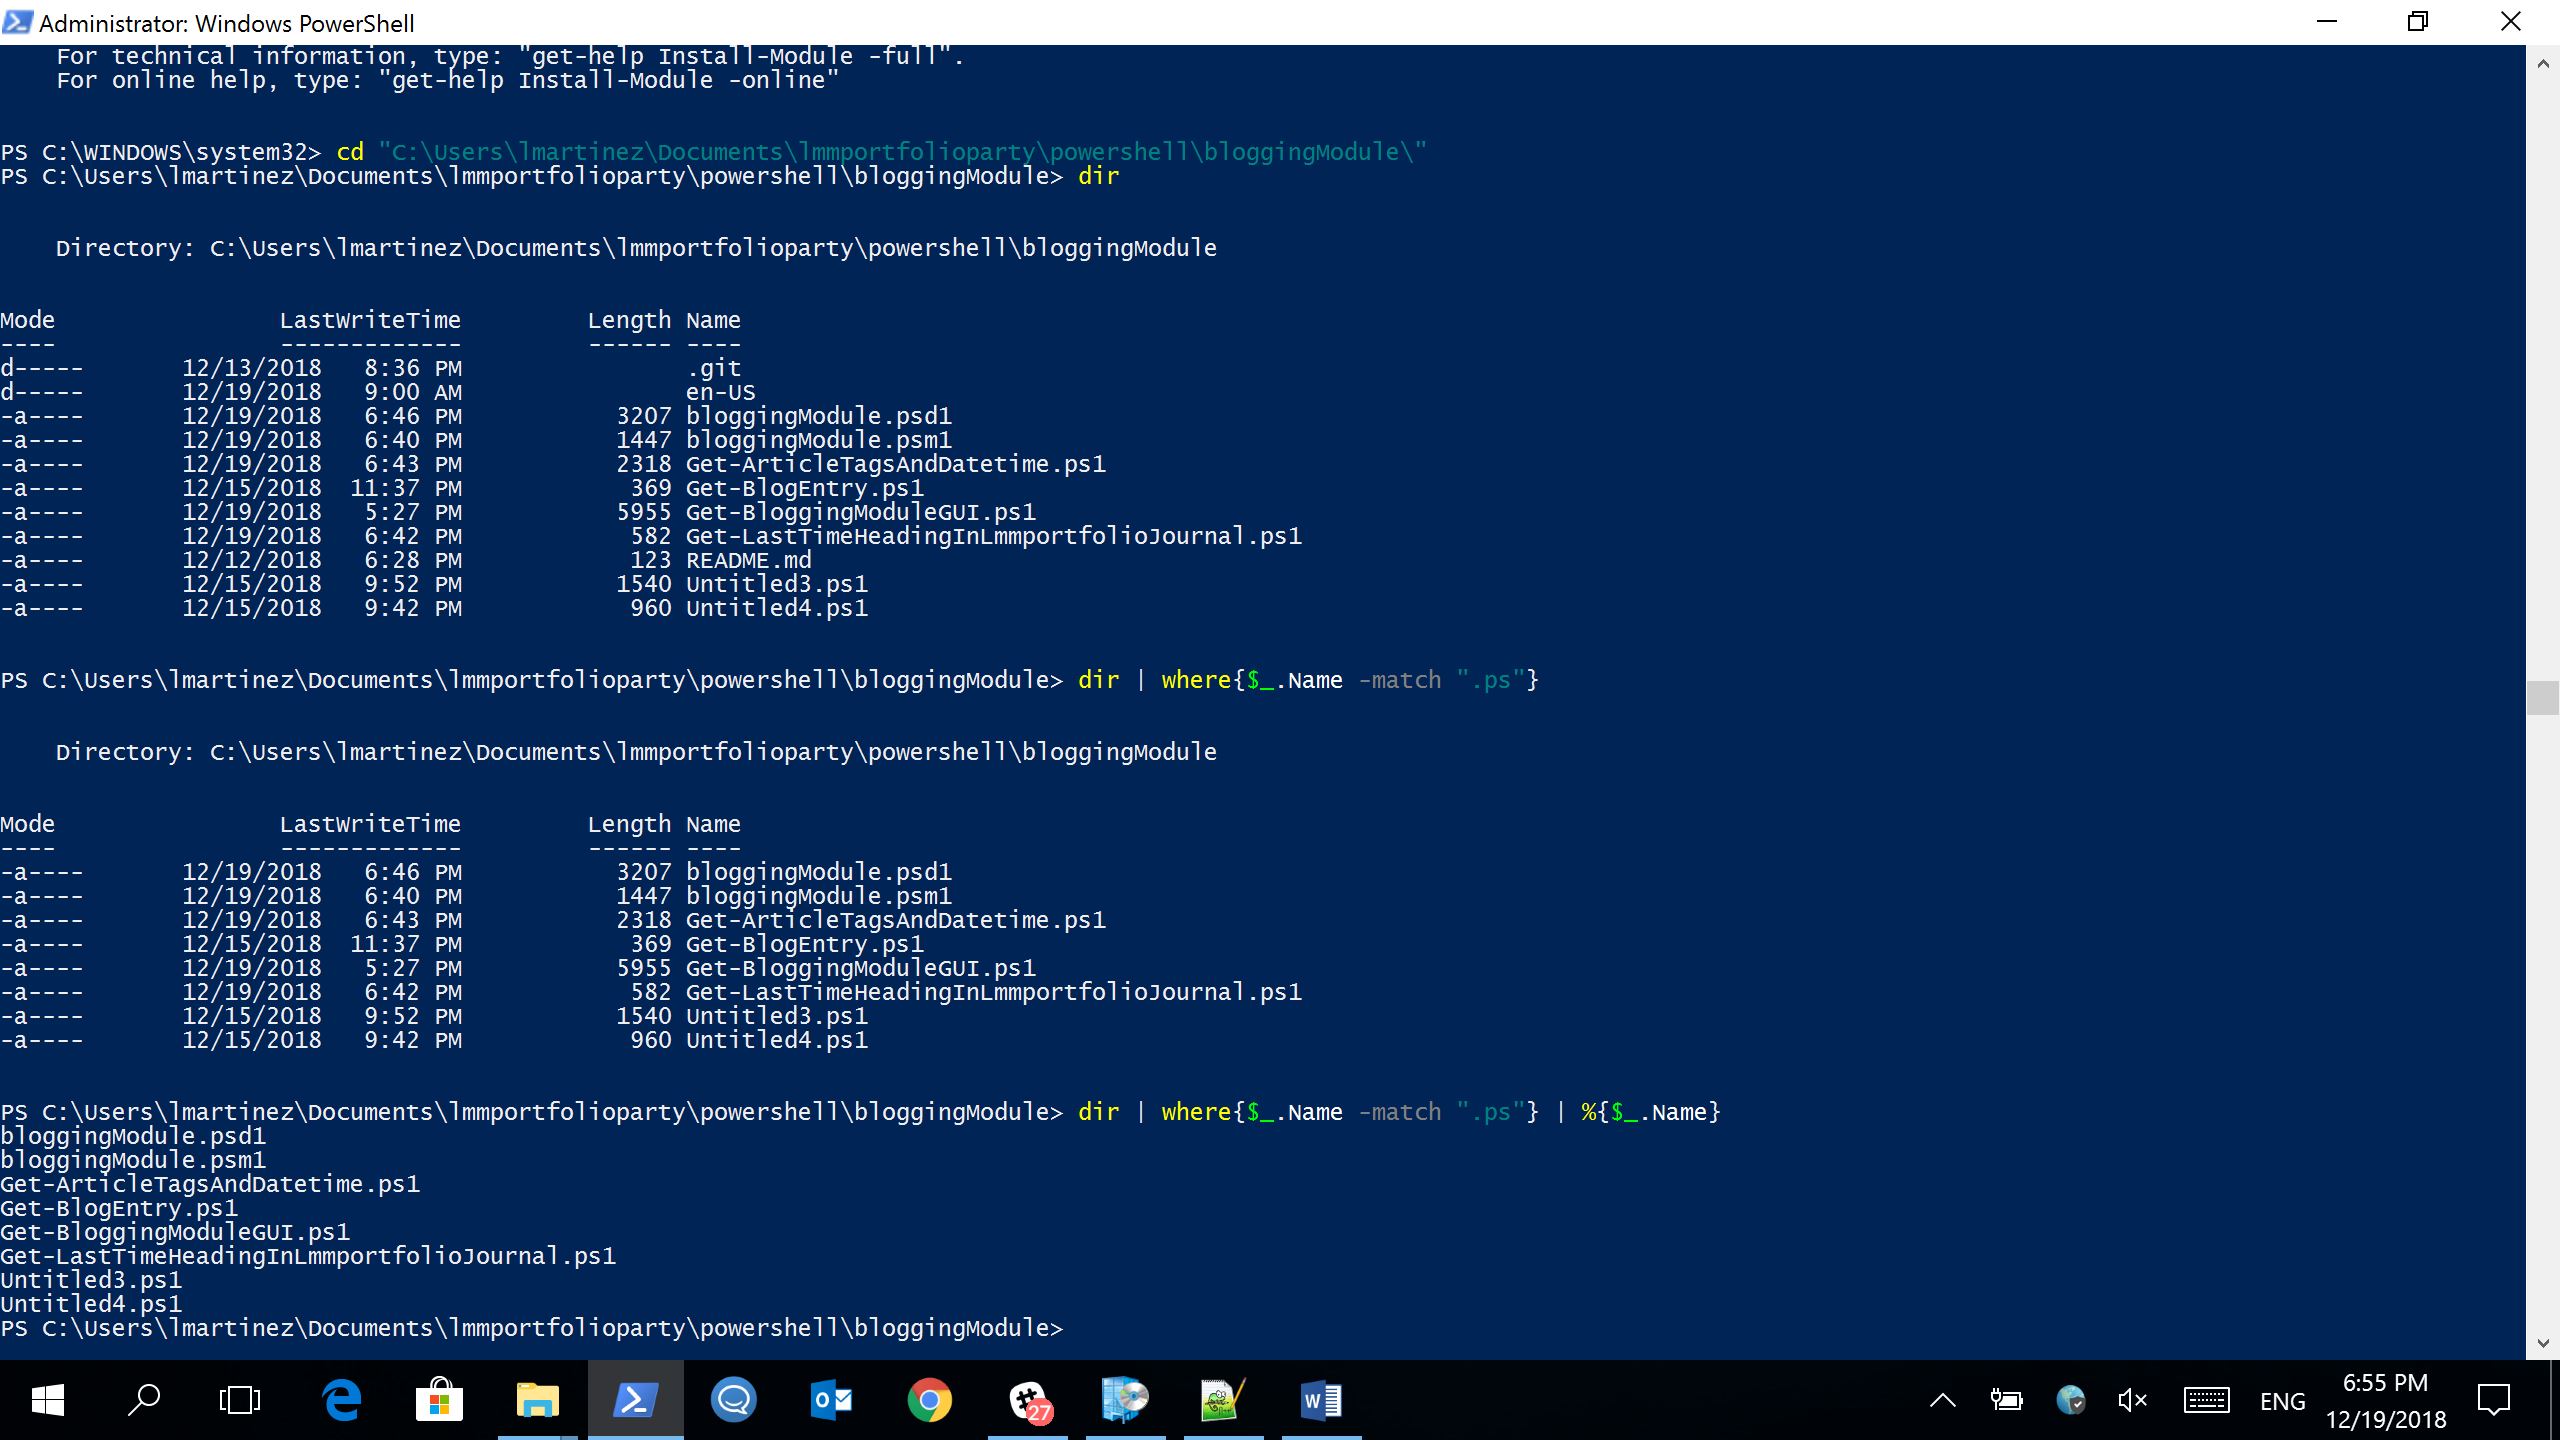 Administrator: Windows PowerShell
For technical information, type: "get-help Install-Module -full".
For online help, type: "get-help Install-Module -online"
PS C:\WINDOWS\system32> cd "C:\Users\lmartinez\Documents\lmmportfolioparty\powershell\bloggingModule\"
PS C:\Users\lmartinez\Documents\lmmportfolioparty\powershell\bloggingModule> dir
Directory: C:\Users\lmartinez\Documents\lmmportfolioparty\powershell\bloggingModule
Mode LastWriteTime Length Name
---- ------------- ------ ----
d----- 12/13/2018 8:36 PM .git
d----- 12/19/2018 9:00 AM en-US
-a---- 12/19/2018 6:46 PM 3207 bloggingModule.psd1
-a---- 12/19/2018 6:40 PM 1447 bloggingModule.psm1
-a---- 12/19/2018 6:43 PM 2318 Get-ArticleTagsAndDatetime.ps1
-a---- 12/15/2018 11:37 PM 369 Get-BlogEntry.ps1
-a---- 12/19/2018 5:27 PM 5955 Get-BloggingModuleGUI.ps1
-a---- 12/19/2018 6:42 PM 582 Get-LastTimeHeadingInLmmportfolioJournal.ps1
-a---- 12/12/2018 6:28 PM 123 README.md
-a---- 12/15/2018 9:52 PM 1540 Untitled3.ps1
-a---- 12/15/2018 9:42 PM 960 Untitled4.ps1
PS C:\Users\lmartinez\Documents\lmmportfolioparty\powershell\bloggingModule> dir | where{$_.Name -match ".ps"}
Directory: C:\Users\lmartinez\Documents\lmmportfolioparty\powershell\bloggingModule
Mode LastWriteTime Length Name
---- ------------- ------ ----
-a---- 12/19/2018 6:46 PM 3207 bloggingModule.psd1
-a---- 12/19/2018 6:40 PM 1447 bloggingModule.psm1
-a---- 12/19/2018 6:43 PM 2318 Get-ArticleTagsAndDatetime.ps1
-a---- 12/15/2018 11:37 PM 369 Get-BlogEntry.ps1
-a---- 12/19/2018 5:27 PM 5955 Get-BloggingModuleGUI.ps1
-a---- 12/19/2018 6:42 PM 582 Get-LastTimeHeadingInLmmportfolioJournal.ps1
-a---- 12/15/2018 9:52 PM 1540 Untitled3.ps1
-a---- 12/15/2018 9:42 PM 960 Untitled4.ps1
PS C:\Users\lmartinez\Documents\lmmportfolioparty\powershell\bloggingModule> dir | where{$_.Name -match ".ps"} | %{$_.Name}
bloggingModule.psd1
bloggingModule.psm1
Get-ArticleTagsAndDatetime.ps1
Get-BlogEntry.ps1
Get-BloggingModuleGUI.ps1
Get-LastTimeHeadingInLmmportfolioJournal.ps1
Untitled3.ps1
Untitled4.ps1
PS C:\Users\lmartinez\Documents\lmmportfolioparty\powershell\bloggingModule>
27
ENG
6:55 PM
12/19/2018